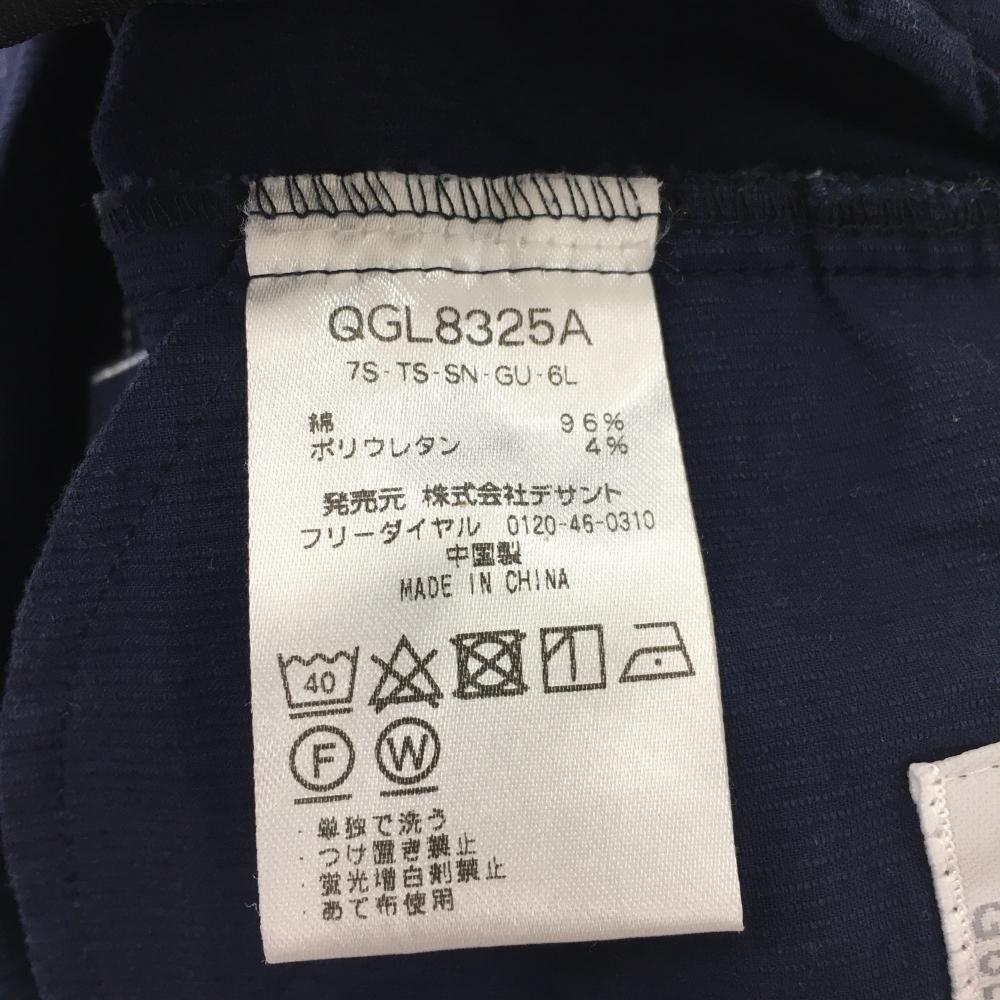 QGL8325A
7S-TS-SN-GU-6L
綿 96%
ポリウレタン 4%
発売元 株式会社デサント
フリーダイヤル 0120-46-0310
中国製
MADE IN CHINA
40
F W
・単独で洗う
・つけ置き禁止
・蛍光増白剤禁止
・あて布使用